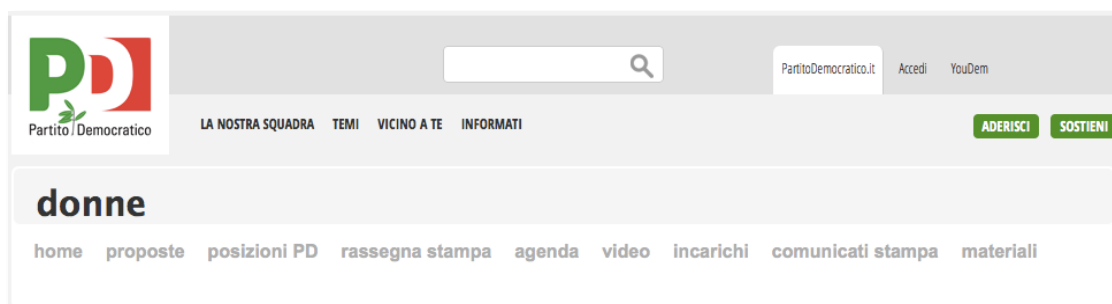 PD
Partito Democratico
PartitoDemocratico.it Accedi YouDem
LA NOSTRA SQUADRA TEMI VICINO A TE INFORMATI
ADERISCI SOSTIENI
donne
home proposte posizioni PD rassegna stampa agenda video incarichi comunicati stampa materiali